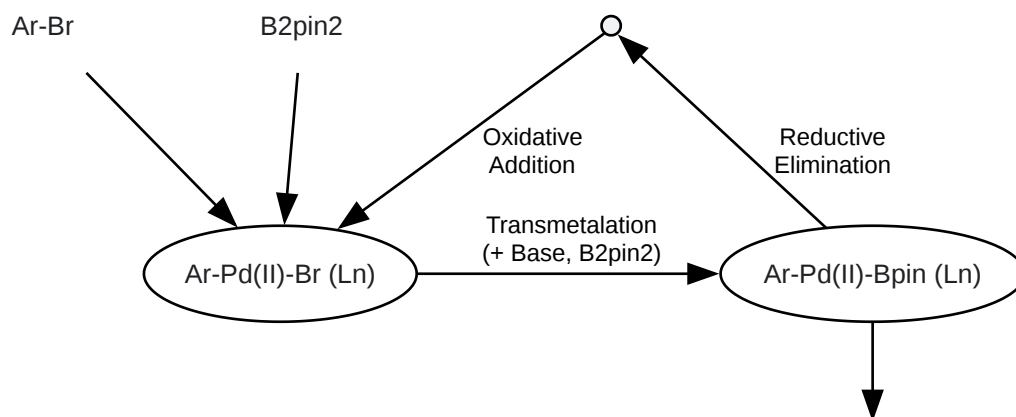 Ar-Br
B2pin2
Oxidative
Addition
Reductive
Elimination
Transmetalation
(+ Base, B2pin2)
Ar-Pd(II)-Br (Ln)
Ar-Pd(II)-Bpin (Ln)